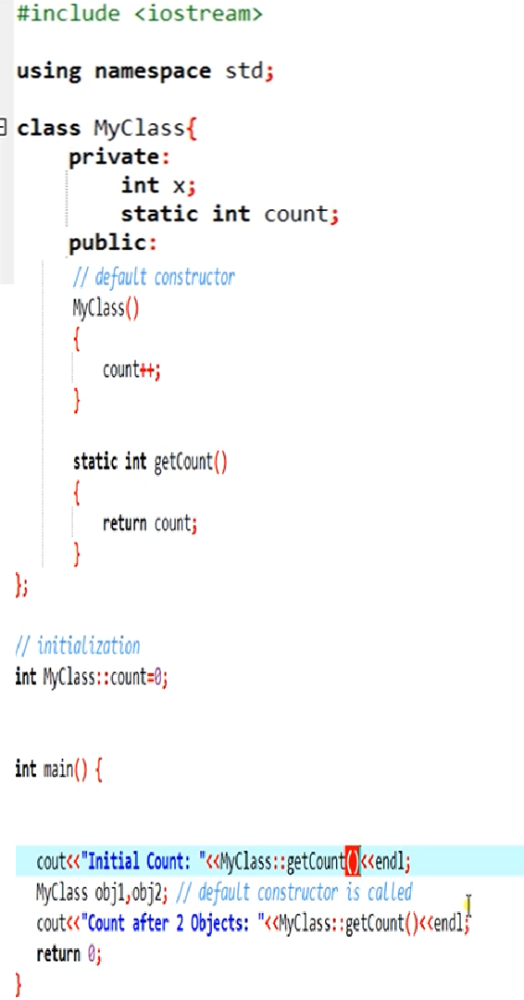 #include <iostream>
using namespace std;
class MyClass{
private:
int x;
static int count;
public:
// default constructor
MyClass()
{
count++;
}
static int getCount()
{
return count;
}
};
// initialization
int MyClass::count=0;
int main() {
cout<<"Initial Count: "<<MyClass::getCount()<<endl;
MyClass obj1,obj2; // default constructor is called
cout<<"Count after 2 Objects: "<<MyClass::getCount()<<endl;
return 0;
}